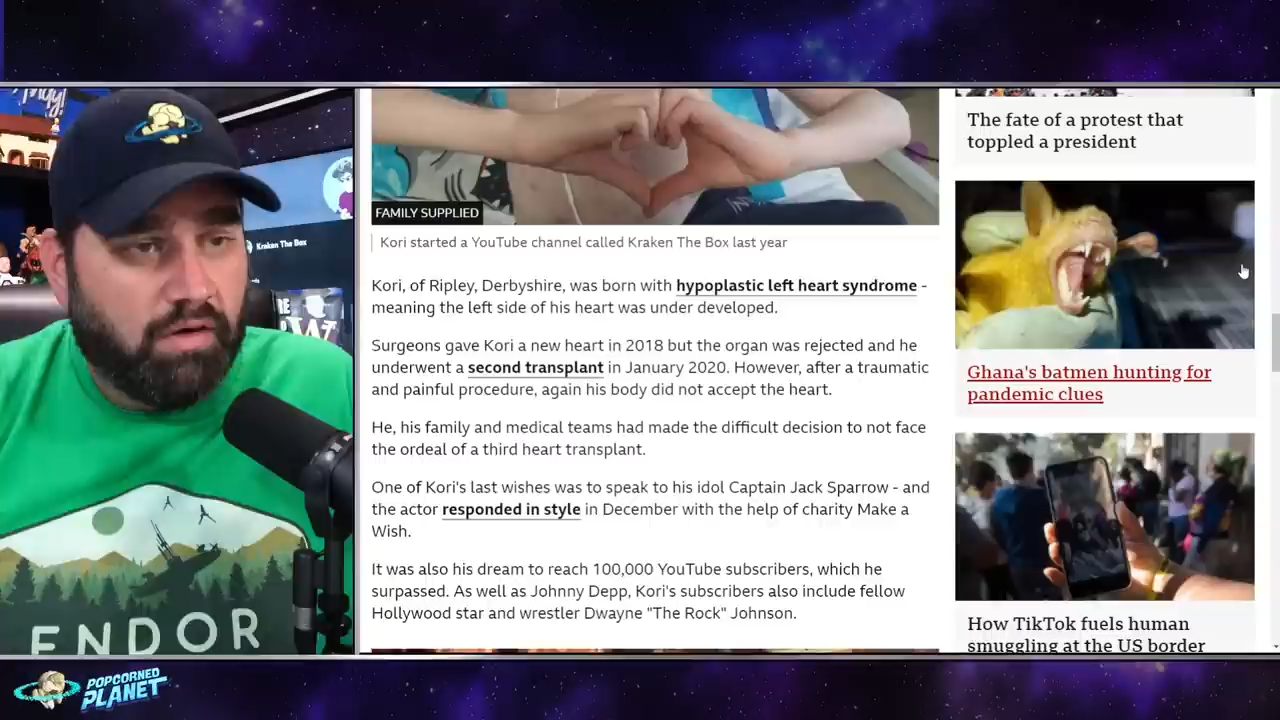 Kraken The Box
ENDOR
POPCORNED
PLANET
FAMILY SUPPLIED
Kori started a YouTube channel called Kraken The Box last year
Kori, of Ripley, Derbyshire, was born with hypoplastic left heart syndrome -
meaning the left side of his heart was under developed.
Surgeons gave Kori a new heart in 2018 but the organ was rejected and he
underwent a second transplant in January 2020. However, after a traumatic
and painful procedure, again his body did not accept the heart.
He, his family and medical teams had made the difficult decision to not face
the ordeal of a third heart transplant.
One of Kori's last wishes was to speak to his idol Captain Jack Sparrow - and
the actor responded in style in December with the help of charity Make a
Wish.
It was also his dream to reach 100,000 YouTube subscribers, which he
surpassed. As well as Johnny Depp, Kori's subscribers also include fellow
Hollywood star and wrestler Dwayne "The Rock" Johnson.
The fate of a protest that
toppled a president
Ghana's batmen hunting for
pandemic clues
How TikTok fuels human
smuggling at the US border